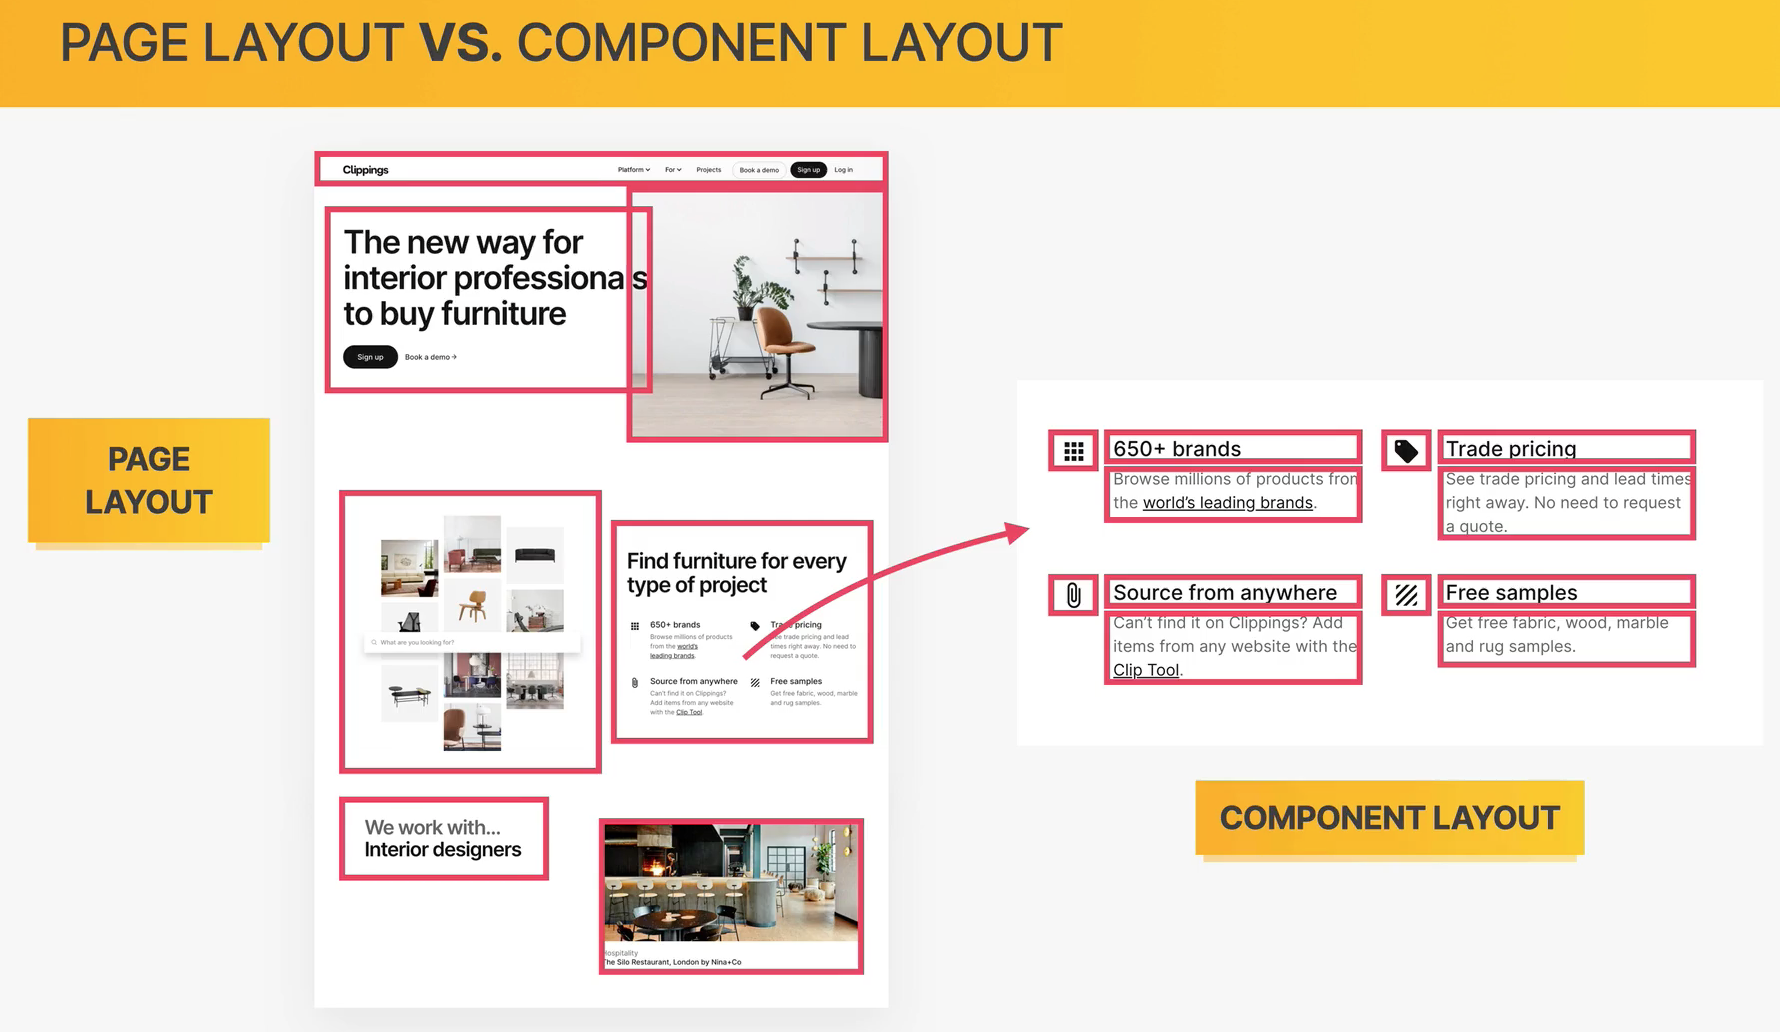 PAGE LAYOUT VS. COMPONENT LAYOUT
PAGE
LAYOUT
Clippings
Platform
For
Projects
Book a demo
Sign up
Log in
The new way for
interior professionals
to buy furniture
Sign up
Book a demo →
What are you looking for?
Find furniture for every
type of project
650+ brands
Browse millions of products
from the world's
leading brands.
Trade pricing
See trade pricing and lead
times right away. No need to
request a quote.
Source from anywhere
Can't find it on Clippings?
Add items from any website
with the Clip Tool.
Free samples
Get free fabric, wood, marble
and rug samples.
We work with...
Interior designers
Hospitality
The Silo Restaurant, London by Nina+Co
650+ brands
Browse millions of products from
the world's leading brands.
Trade pricing
See trade pricing and lead times
right away. No need to request
a quote.
Source from anywhere
Can't find it on Clippings? Add
items from any website with the
Clip Tool.
Free samples
Get free fabric, wood, marble
and rug samples.
COMPONENT LAYOUT